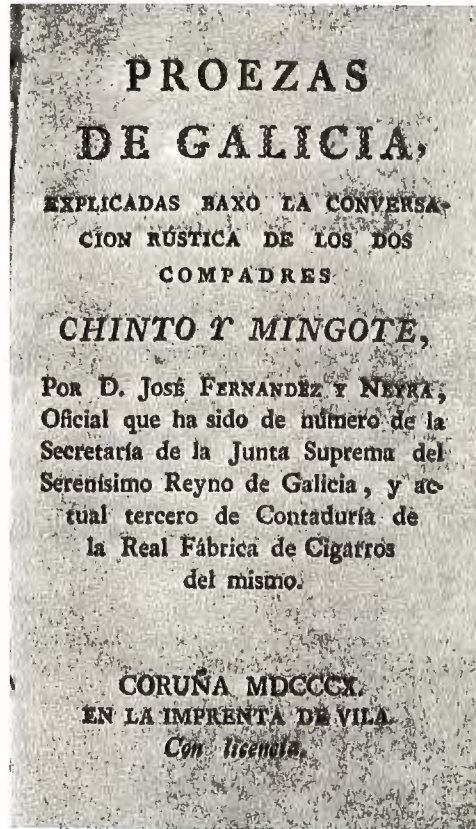 PROEZAS
DE GALICIA,
EXPLICADAS BAXO LA CONVERSA-
CION RÚSTICA DE LOS DOS
COMPADRES
CHINTO Y MINGOTE,
POR D. JOSÉ FERNANDEZ Y NEYRA,
Oficial que ha sido de número de la
Secretaría de la Junta Suprema del
Serenísimo Reyno de Galicia, y ac-
tual tercero de Contaduría de
la Real Fábrica de Cigarros
del mismo.
CORUÑA MDCCCX.
EN LA IMPRENTA DE VILA.
Con licencia.